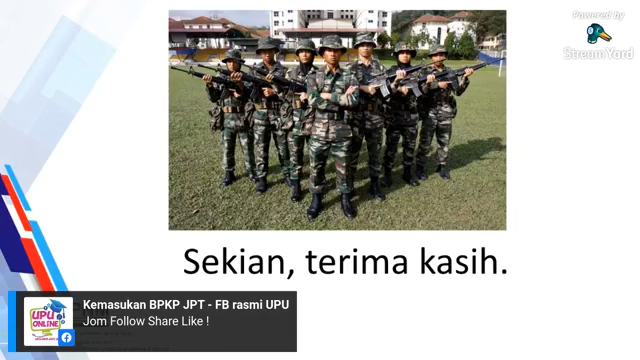 Powered by
StreamYard
Sekian, terima kasih.
Kemasukan BPKP JPT - FB rasmi UPU
Jom Follow Share Like !
UPU
ONLINE